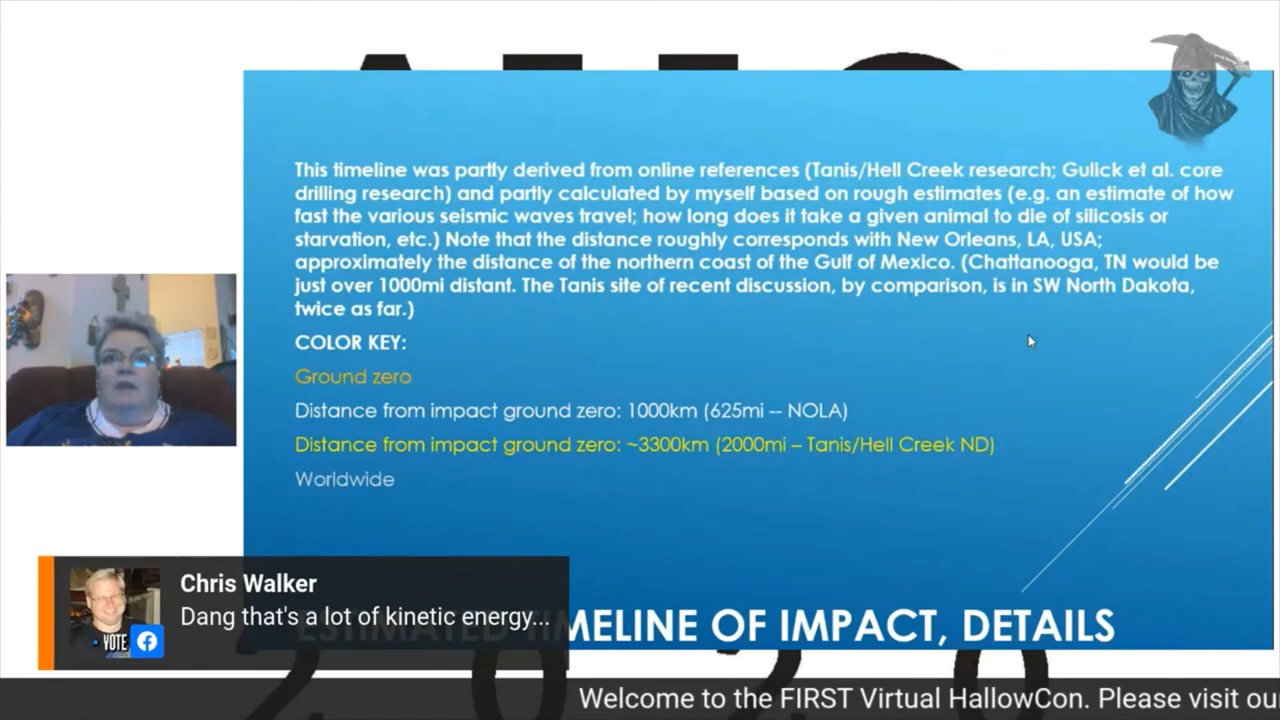 This timeline was partly derived from online references (Tanis/Hell Creek research; Gulick et al. core
drilling research) and partly calculated by myself based on rough estimates (e.g. an estimate of how
fast the various seismic waves travel; how long does it take a given animal to die of silicosis or
starvation, etc.) Note that the distance roughly corresponds with New Orleans, LA, USA;
approximately the distance of the northern coast of the Gulf of Mexico. (Chattanooga, TN would be
just over 1000mi distant. The Tanis site of recent discussion, by comparison, is in SW North Dakota,
twice as far.)
COLOR KEY:
Ground zero
Distance from impact ground zero: 1000km (625mi -- NOLA)
Distance from impact ground zero: ~3300km (2000mi – Tanis/Hell Creek ND)
Worldwide
Chris Walker
Dang that's a lot of kinetic energy...
VOTE
ESTIMATED TIMELINE OF IMPACT, DETAILS
2020
Welcome to the FIRST Virtual HallowCon. Please visit ou